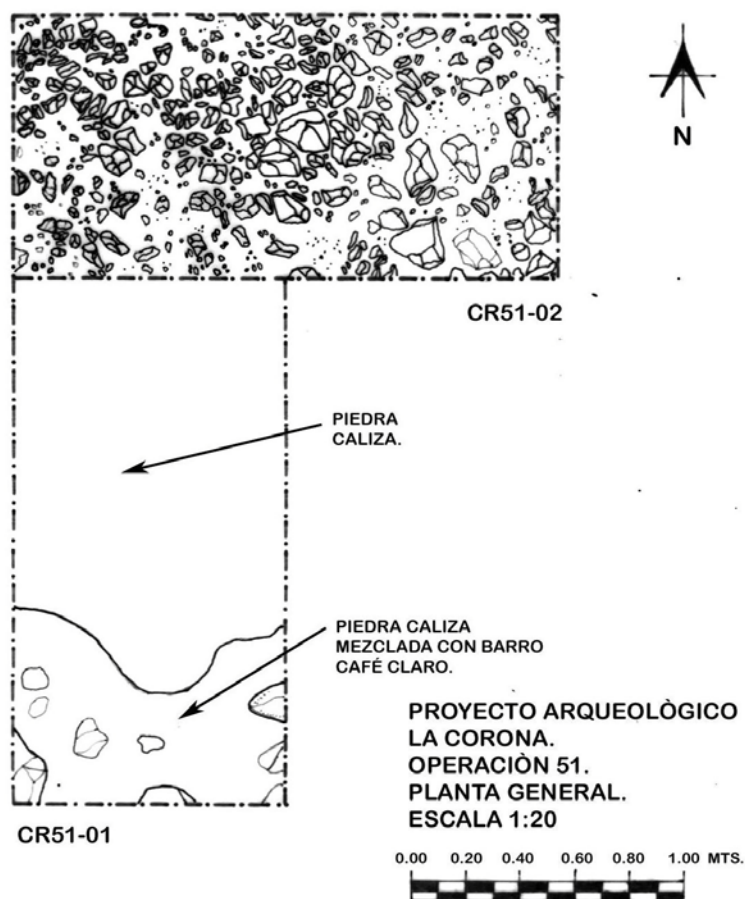 N
CR51-02
PIEDRA
CALIZA.
PIEDRA CALIZA
MEZCLADA CON BARRO
CAFÉ CLARO.
PROYECTO ARQUEOLÒGICO
LA CORONA.
OPERACIÒN 51.
PLANTA GENERAL.
ESCALA 1:20
CR51-01
0.00 0.20 0.40 0.60 0.80 1.00 MTS.